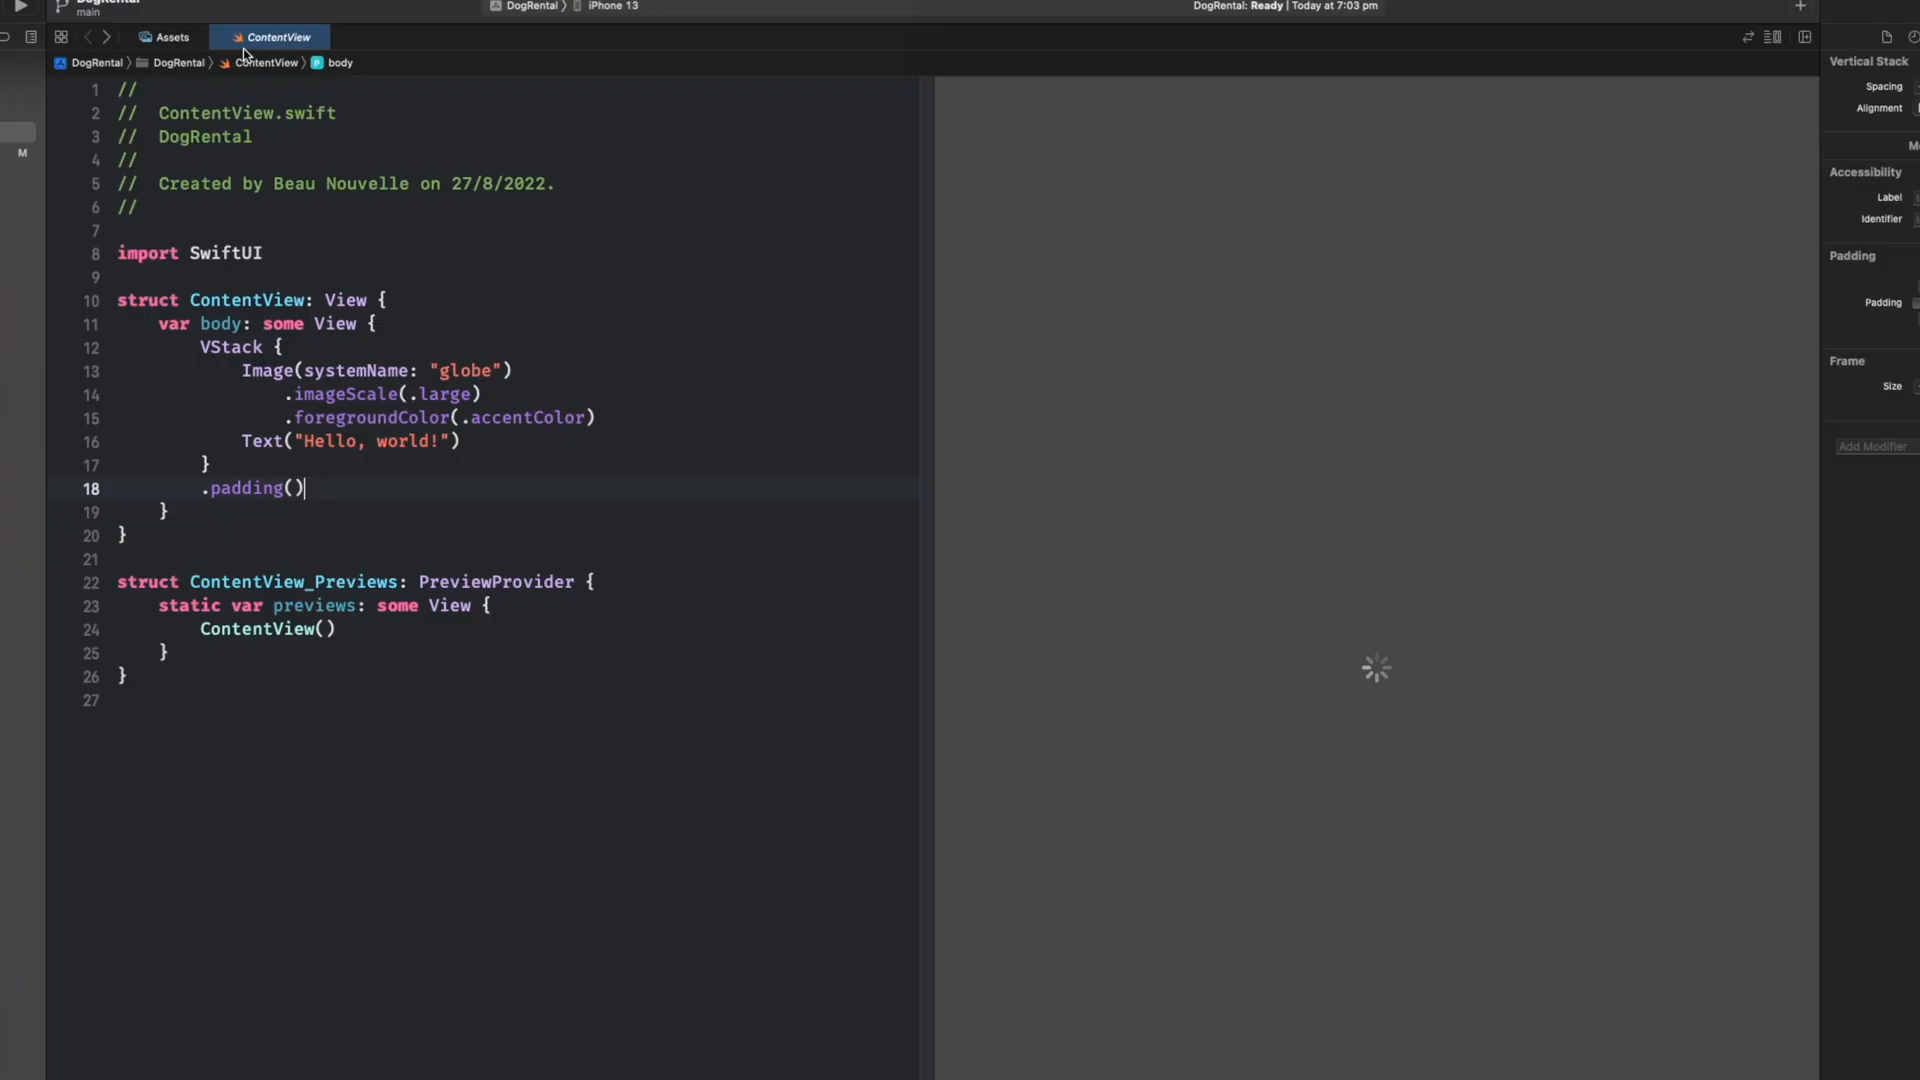 DogRental
main
DogRental
iPhone 13
DogRental: Ready | Today at 7:03 pm
Assets
ContentView
DogRental
DogRental
ContentView
body
M
1 //
2 //  ContentView.swift
3 //  DogRental
4 //
5 //  Created by Beau Nouvelle on 27/8/2022.
6 //
7
8 import SwiftUI
9
10 struct ContentView: View {
11     var body: some View {
12         VStack {
13             Image(systemName: "globe")
14                 .imageScale(.large)
15                 .foregroundColor(.accentColor)
16             Text("Hello, world!")
17         }
18         .padding()
19     }
20 }
21
22 struct ContentView_Previews: PreviewProvider {
23     static var previews: some View {
24         ContentView()
25     }
26 }
27
Vertical Stack
Spacing
Alignment
Accessibility
Label
Identifier
Padding
Padding
Frame
Size
Add Modifier